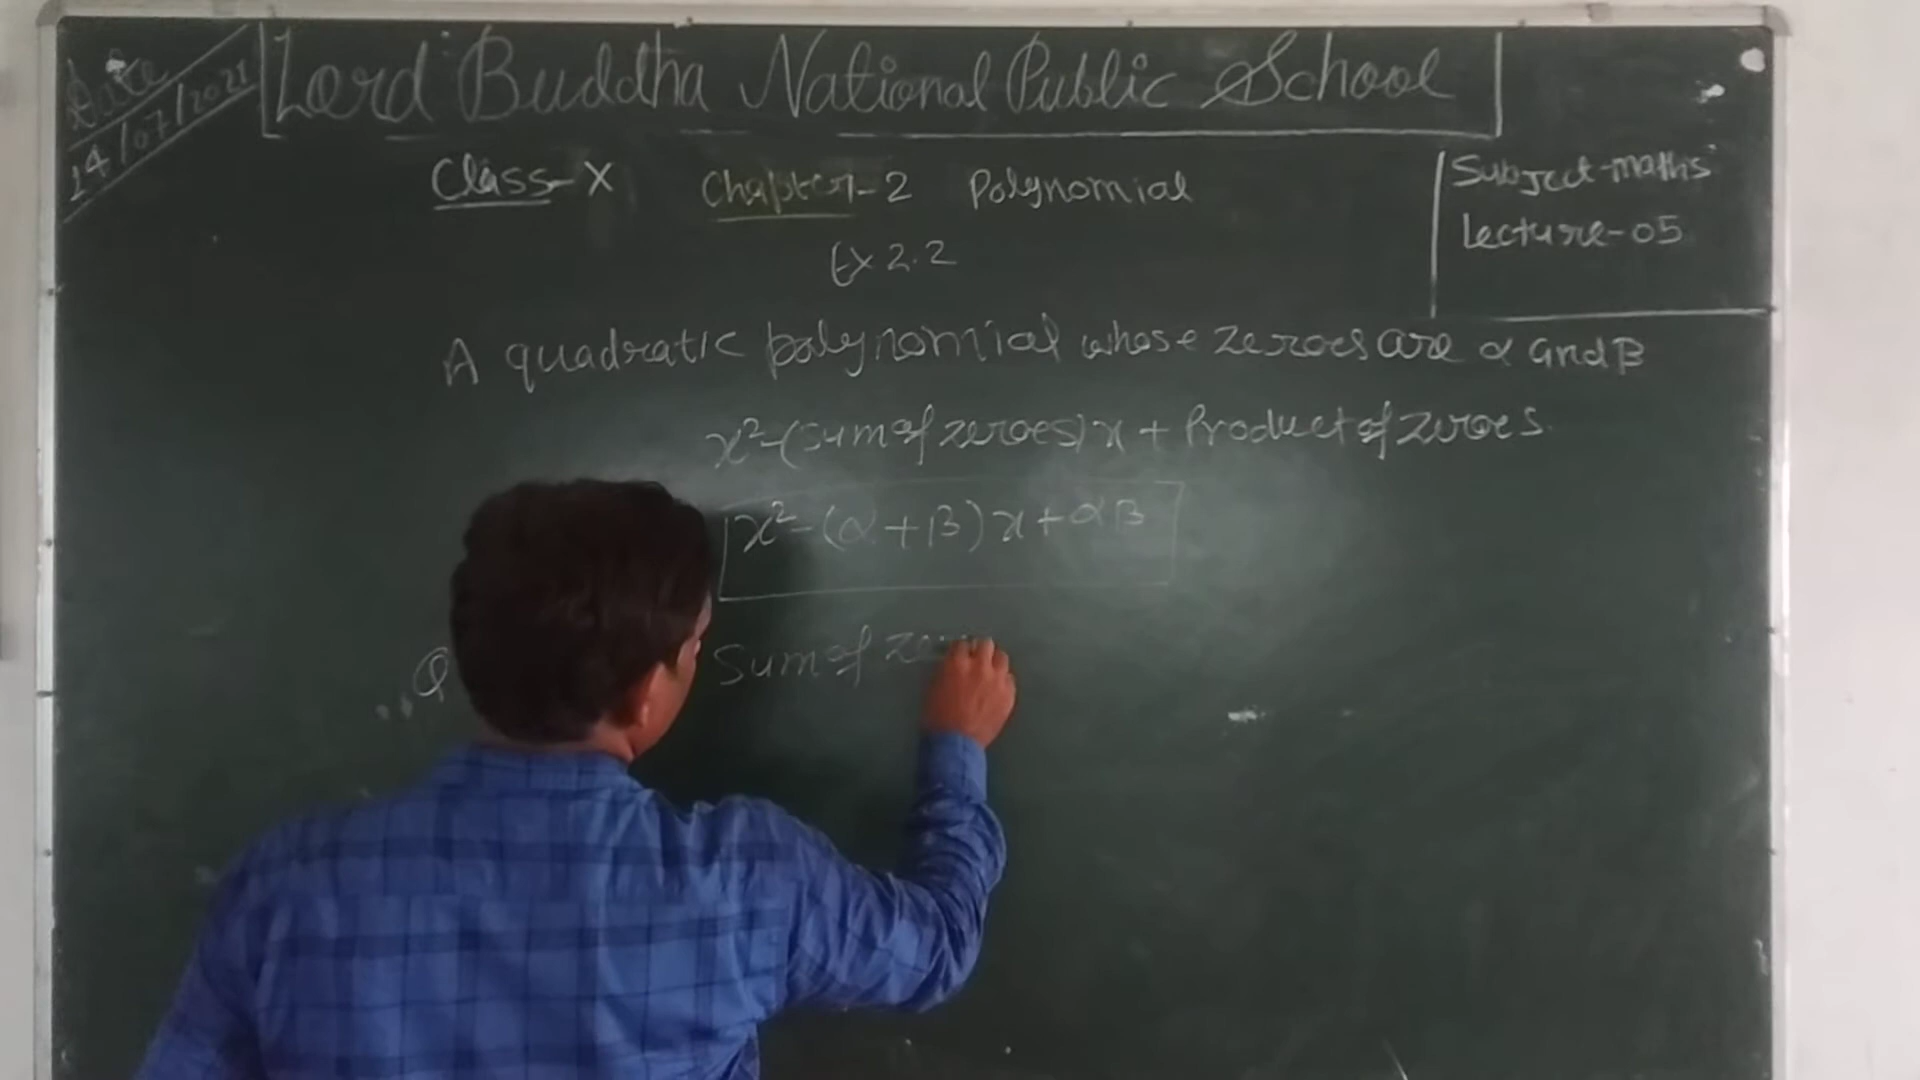 Date
14/07/2021
Lord Buddha National Public School
Class-X Chapter-2 Polynomial
Subject-maths
Lecture-05
Ex 2.2
A quadratic polynomial whose zeroes are α and β
x²-(sum of zeroes)x + Product of zeroes
x²-(α+β)x+αβ
Q Sum of